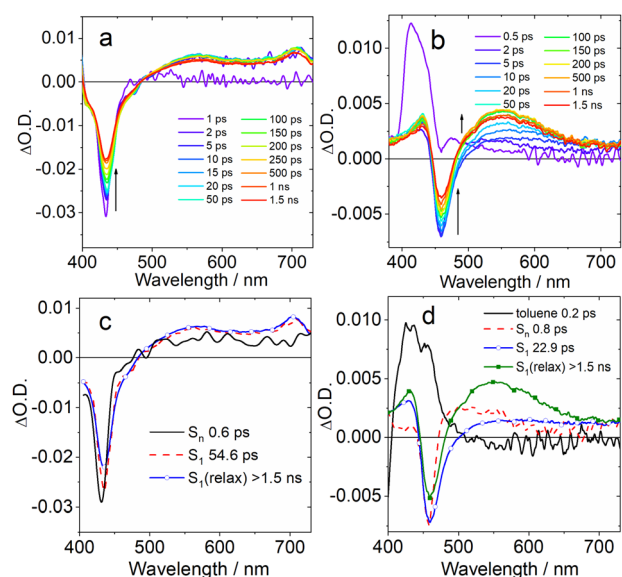 a
0.01
0.00
-0.01
-0.02
-0.03
ΔO.D.
400 500 600 700
Wavelength / nm
1 ps 100 ps
2 ps 150 ps
5 ps 200 ps
10 ps 250 ps
15 ps 500 ps
20 ps 1 ns
50 ps 1.5 ns
b
0.010
0.005
0.000
-0.005
ΔO.D.
400 500 600 700
Wavelength / nm
0.5 ps 100 ps
2 ps 150 ps
5 ps 200 ps
10 ps 500 ps
20 ps 1 ns
50 ps 1.5 ns
c
0.01
0.00
-0.01
-0.02
-0.03
ΔO.D.
400 500 600 700
Wavelength / nm
Sn 0.6 ps
S1 54.6 ps
S1(relax) >1.5 ns
d
0.010
0.005
0.000
-0.005
ΔO.D.
400 500 600 700
Wavelength / nm
toluene 0.2 ps
Sn 0.8 ps
S1 22.9 ps
S1(relax) >1.5 ns